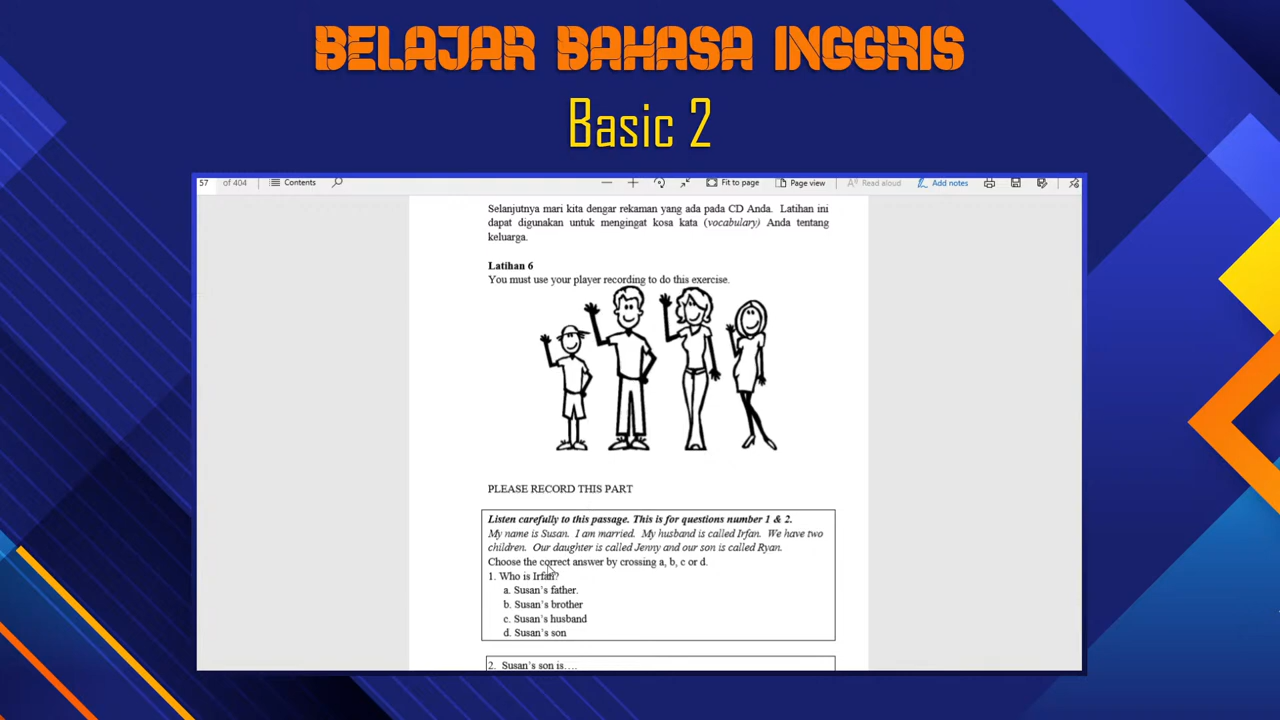 BELAJAR BAHASA INGGRIS
Basic 2
57 of 404 Contents Fit to page Page view Read aloud Add notes
Selanjutnya mari kita dengar rekaman yang ada pada CD Anda. Latihan ini
dapat digunakan untuk mengingat kosa kata (vocabulary) Anda tentang
keluarga.
Latihan 6
You must use your player recording to do this exercise.
PLEASE RECORD THIS PART
Listen carefully to this passage. This is for questions number 1 & 2.
My name is Susan. I am married. My husband is called Irfan. We have two
children. Our daughter is called Jenny and our son is called Ryan.
Choose the correct answer by crossing a, b, c or d.
1. Who is Irfan?
a. Susan's father.
b. Susan's brother
c. Susan's husband
d. Susan's son
2. Susan's son is….